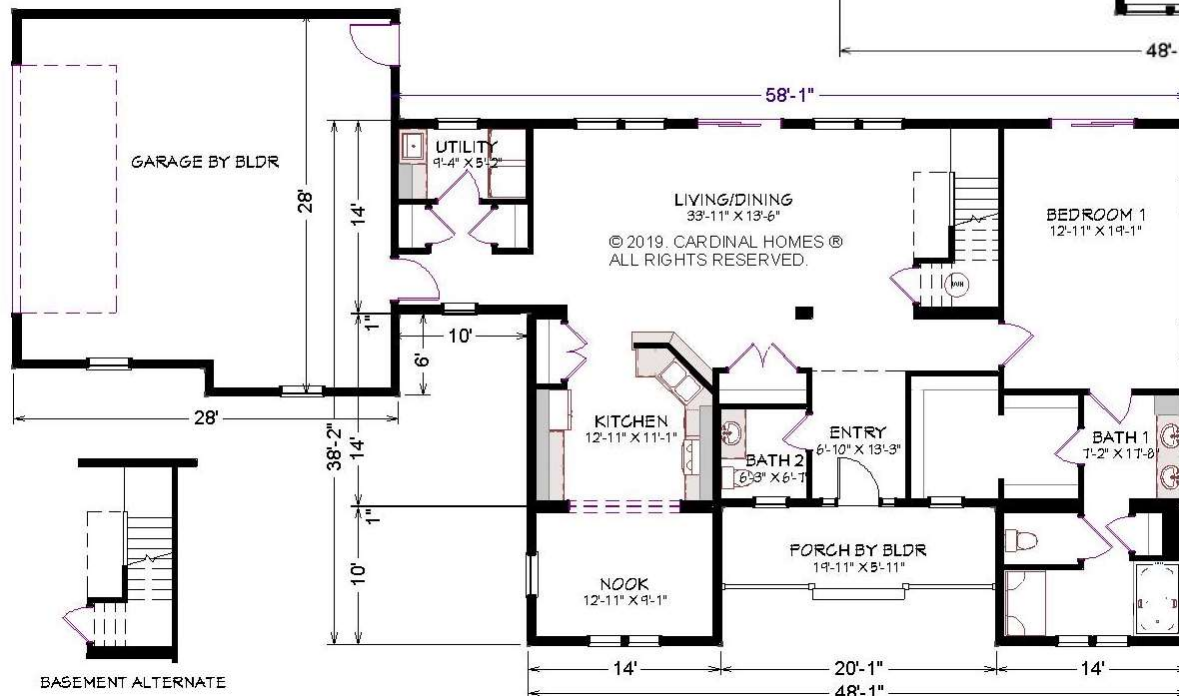 48'-
58'-1"
GARAGE BY BLDR
28'
14'
UTILITY
9'-4" X 5'-2"
LIVING/DINING
33'-11" X 13'-6"
© 2019. CARDINAL HOMES ®
ALL RIGHTS RESERVED.
BEDROOM 1
12'-11" X 19'-1"
1"
10'
6'
28'
38'-2"
14'
KITCHEN
12'-11" X 11'-1"
BATH 2
6'-3" X 6'-7"
ENTRY
6'-10" X 13'-3"
BATH 1
7'-2" X 17'-8
1"
10'
NOOK
12'-11" X 9'-1"
PORCH BY BLDR
19'-11" X 5'-11"
14'
20'-1"
14'
48'-1"
BASEMENT ALTERNATE